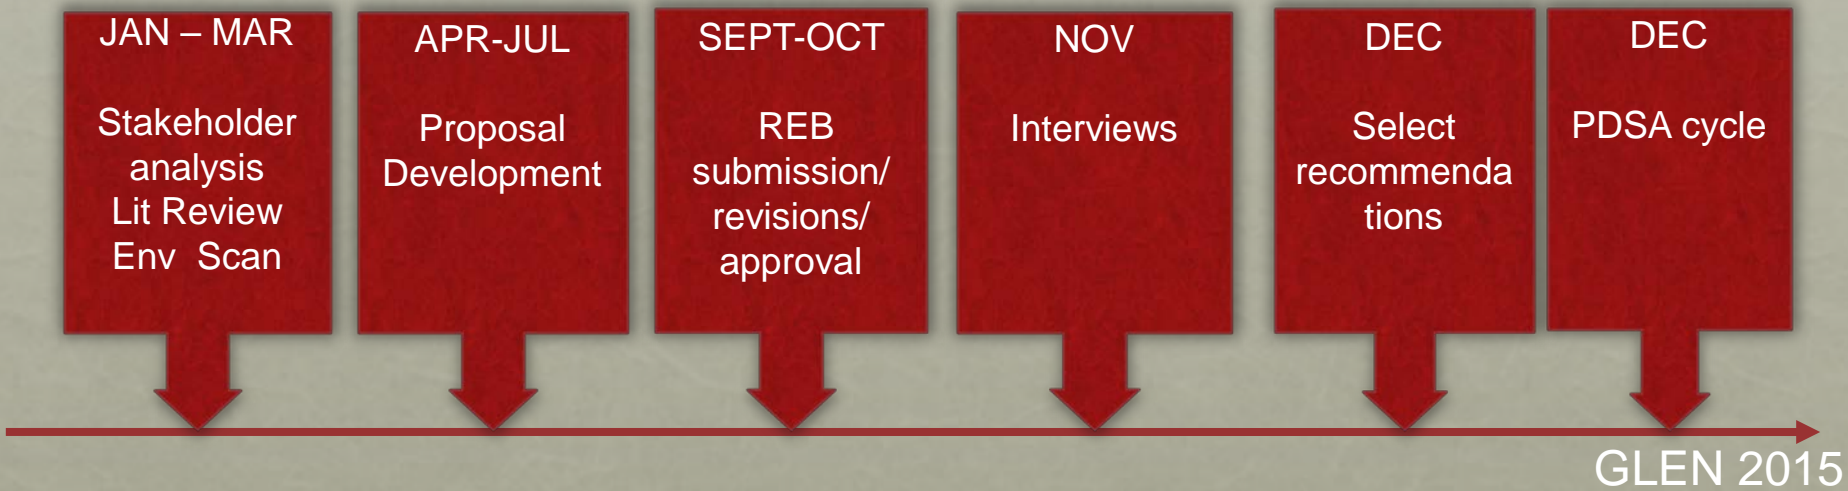 JAN – MAR
Stakeholder
analysis
Lit Review
Env  Scan
APR-JUL
Proposal
Development
SEPT-OCT
REB
submission/
revisions/
approval
NOV
Interviews
DEC
Select
recommenda
tions
DEC
PDSA cycle
GLEN 2015